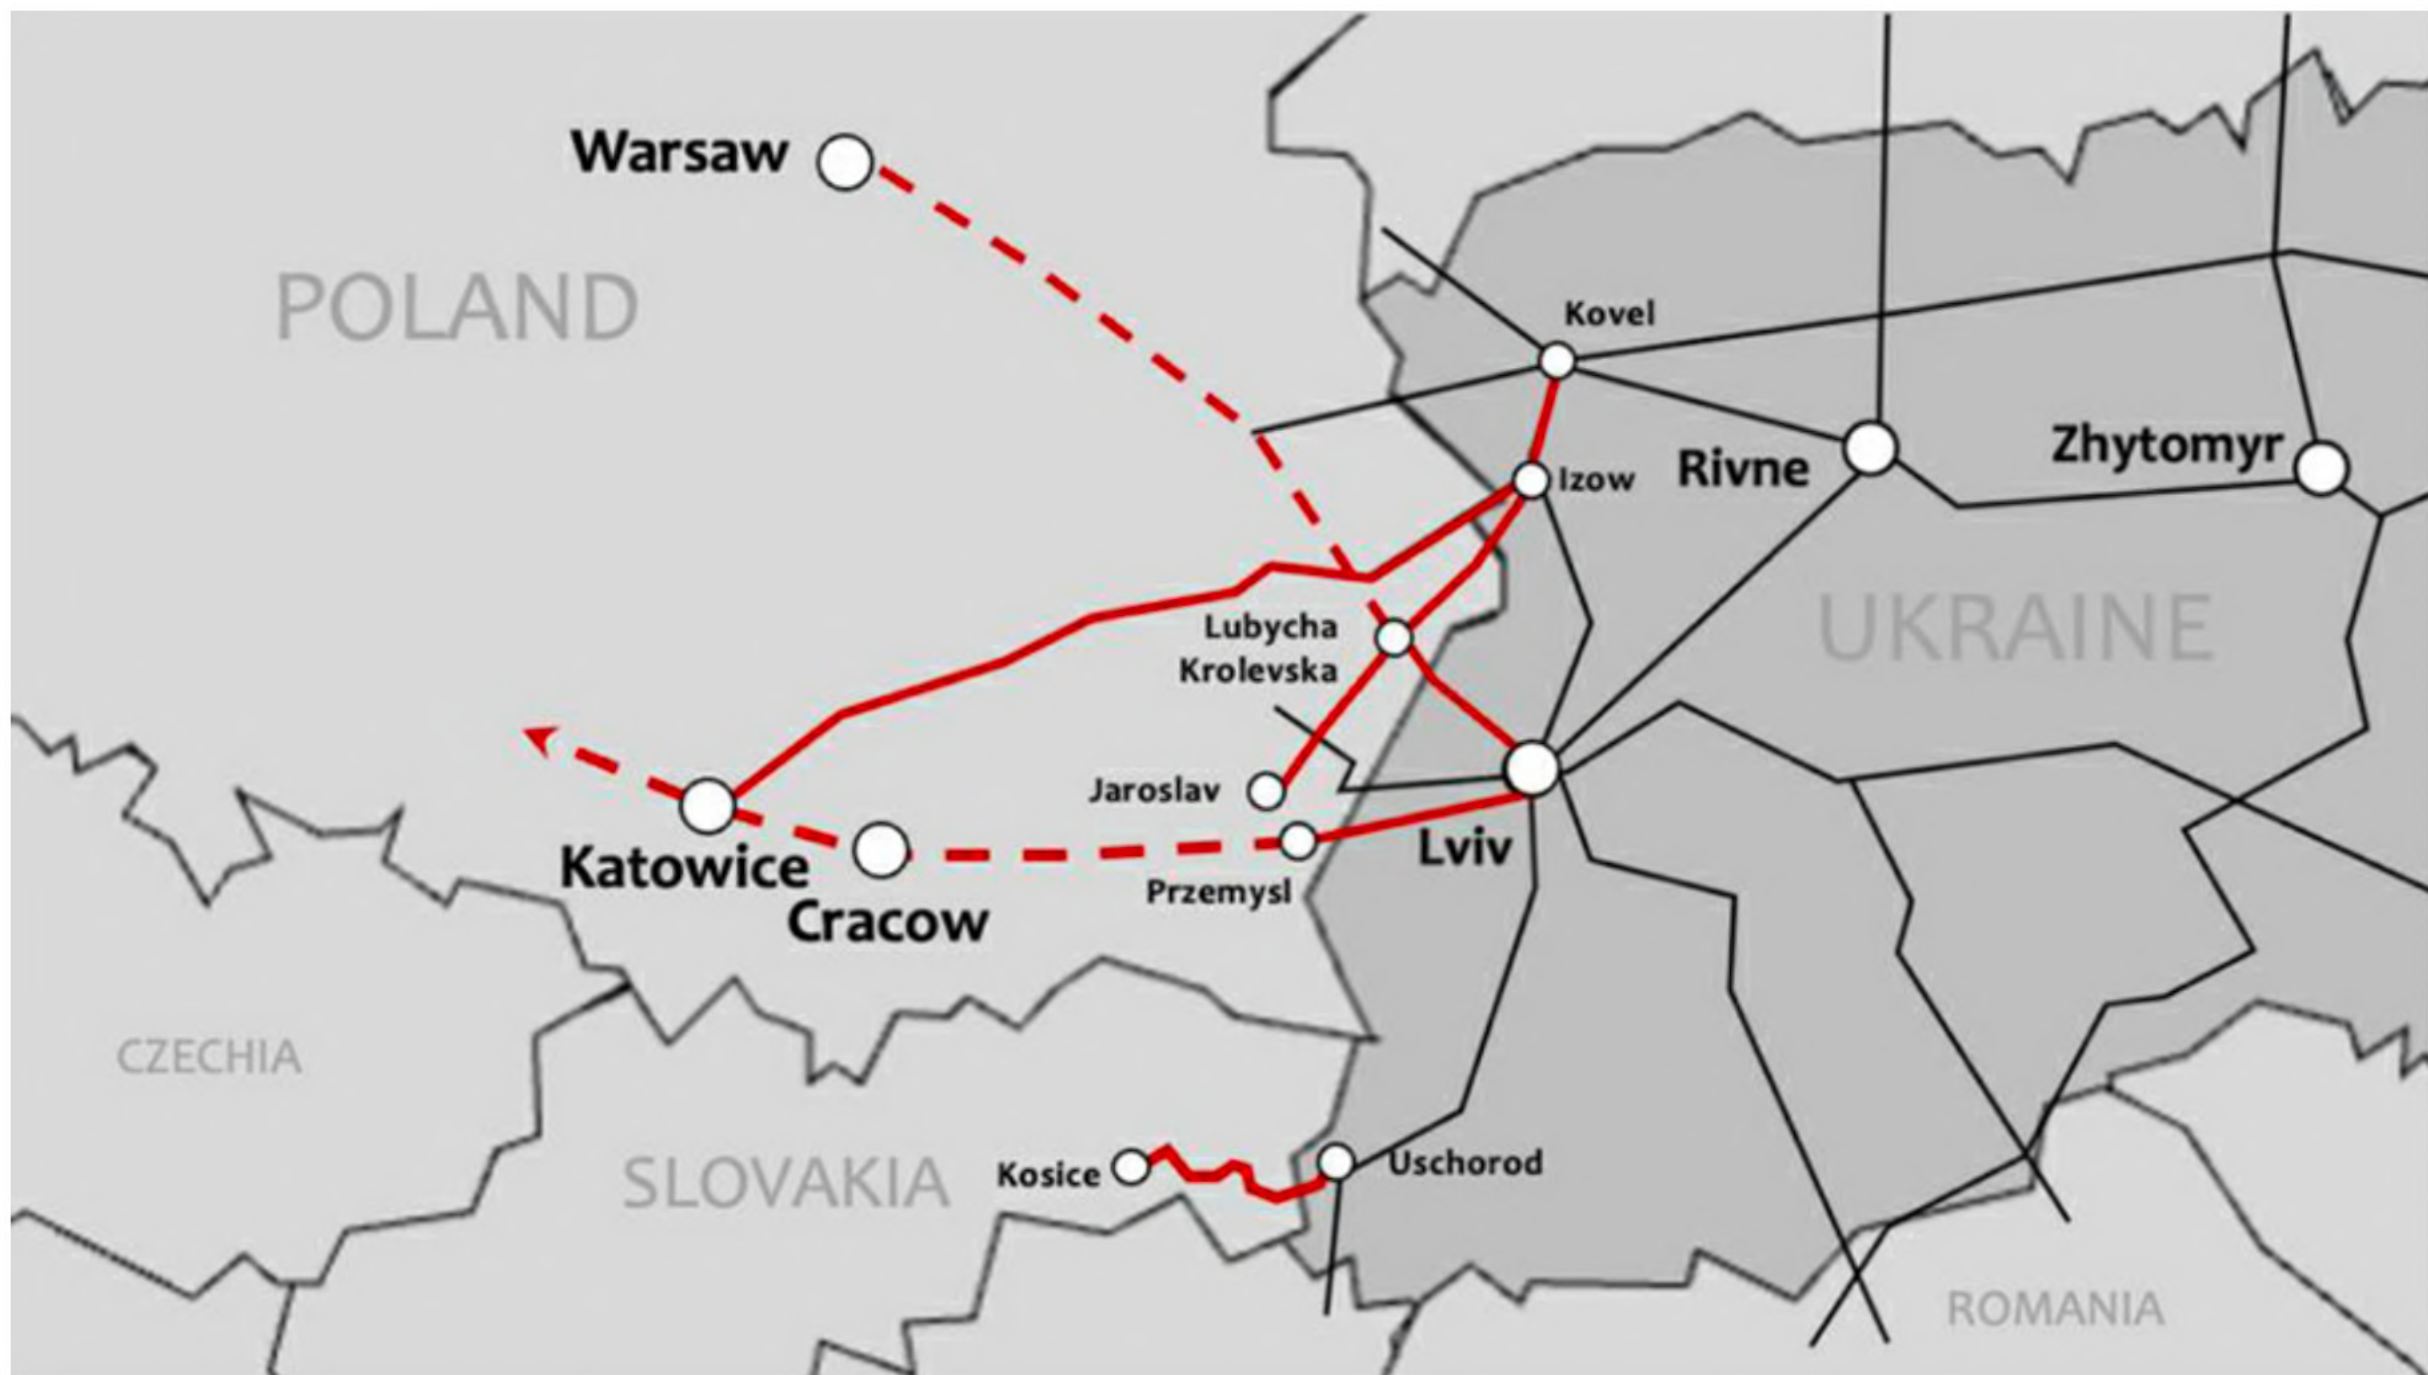 Warsaw
POLAND
Kovel
Izow
Rivne
Zhytomyr
UKRAINE
Lubycha
Krolevska
Jaroslav
Katowice
Lviv
Przemysl
Cracow
CZECHIA
SLOVAKIA
Kosice
Uschorod
ROMANIA